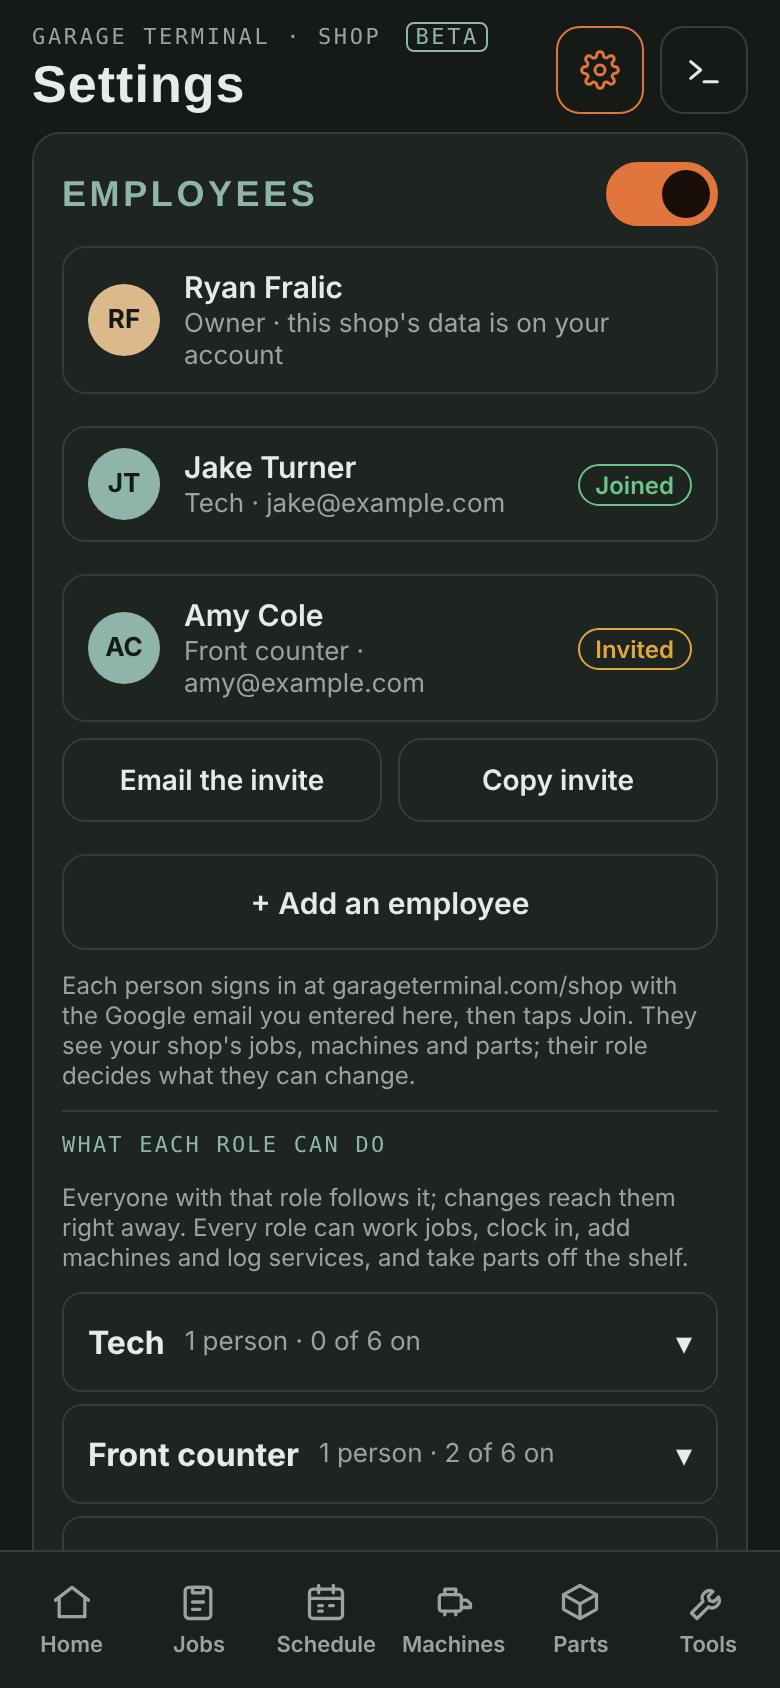 GARAGE TERMINAL · SHOP BETA
Settings
EMPLOYEES
RF
Ryan Fralic
Owner · this shop's data is on your
account
JT
Jake Turner
Tech · jake@example.com
Joined
AC
Amy Cole
Front counter ·
amy@example.com
Invited
Email the invite
Copy invite
+ Add an employee
Each person signs in at garageterminal.com/shop with
the Google email you entered here, then taps Join. They
see your shop's jobs, machines and parts; their role
decides what they can change.
WHAT EACH ROLE CAN DO
Everyone with that role follows it; changes reach them
right away. Every role can work jobs, clock in, add
machines and log services, and take parts off the shelf.
Tech 1 person · 0 of 6 on
Front counter 1 person · 2 of 6 on
Home Jobs Schedule Machines Parts Tools